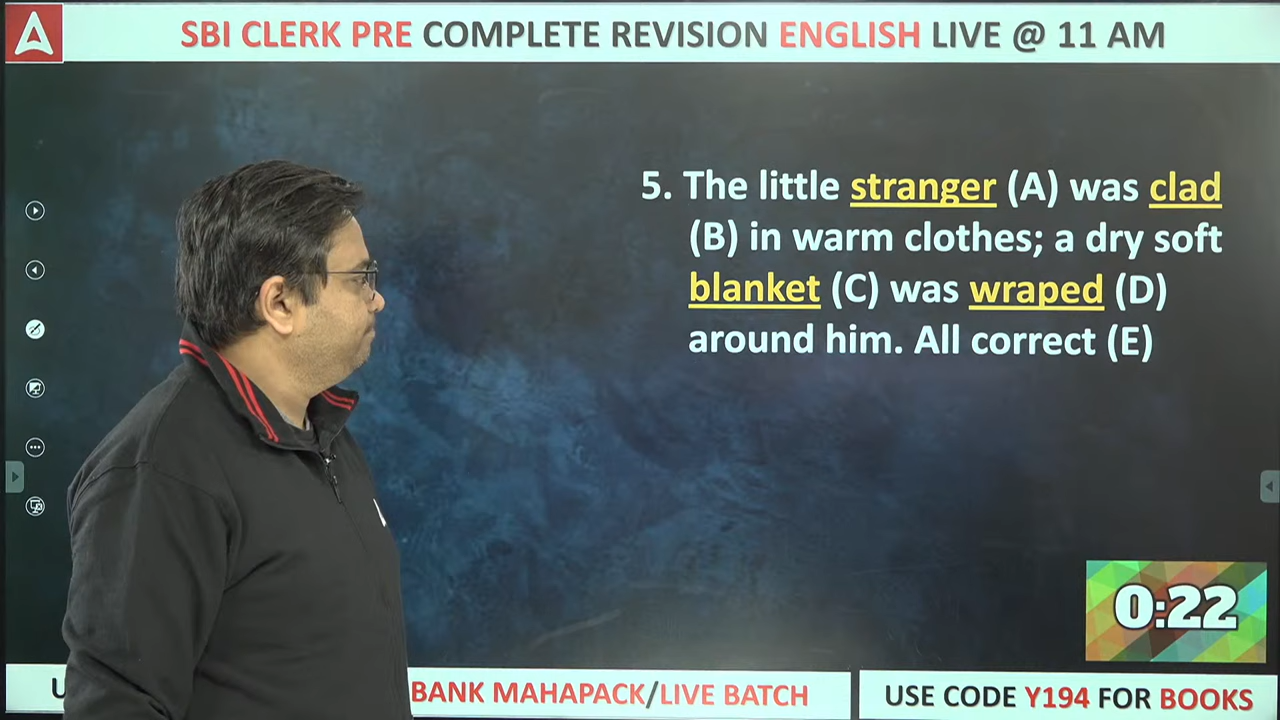 SBI CLERK PRE COMPLETE REVISION ENGLISH LIVE @ 11 AM
5. The little stranger (A) was clad
(B) in warm clothes; a dry soft
blanket (C) was wraped (D)
around him. All correct (E)
0:22
BANK MAHAPACK/LIVE BATCH
USE CODE Y194 FOR BOOKS